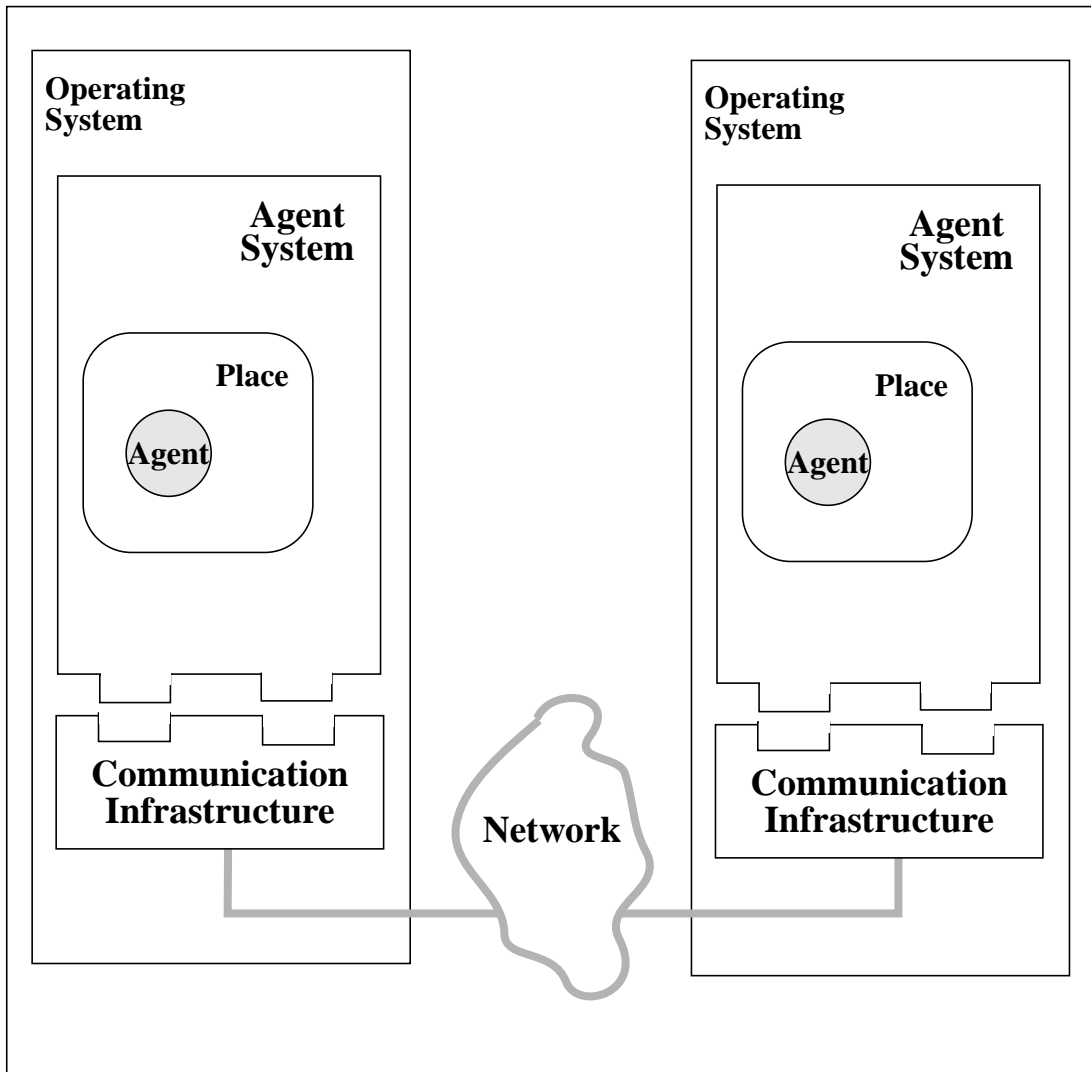 Operating
System
Agent
System
Place
Agent
Communication
Infrastructure
Network
Operating
System
Agent
System
Place
Agent
Communication
Infrastructure